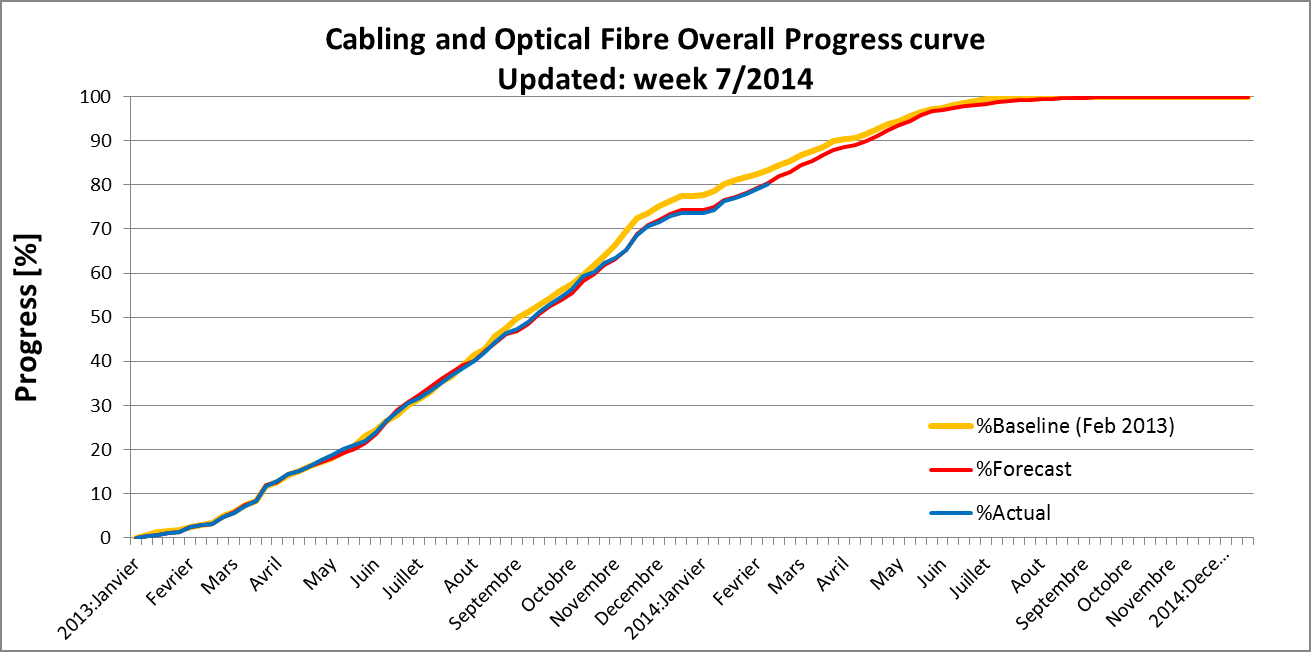 Cabling and Optical Fibre Overall Progress curve
Updated: week 7/2014
Progress [%]
100
90
80
70
60
50
40
30
20
10
0
%Baseline (Feb 2013)
%Forecast
%Actual
2013:Janvier
Fevrier
Mars
Avril
May
Juin
Juillet
Aout
Septembre
Octobre
Novembre
Decembre
2014:Janvier
Fevrier
Mars
Avril
May
Juin
Juillet
Aout
Septembre
Octobre
Novembre
2014:Dece...